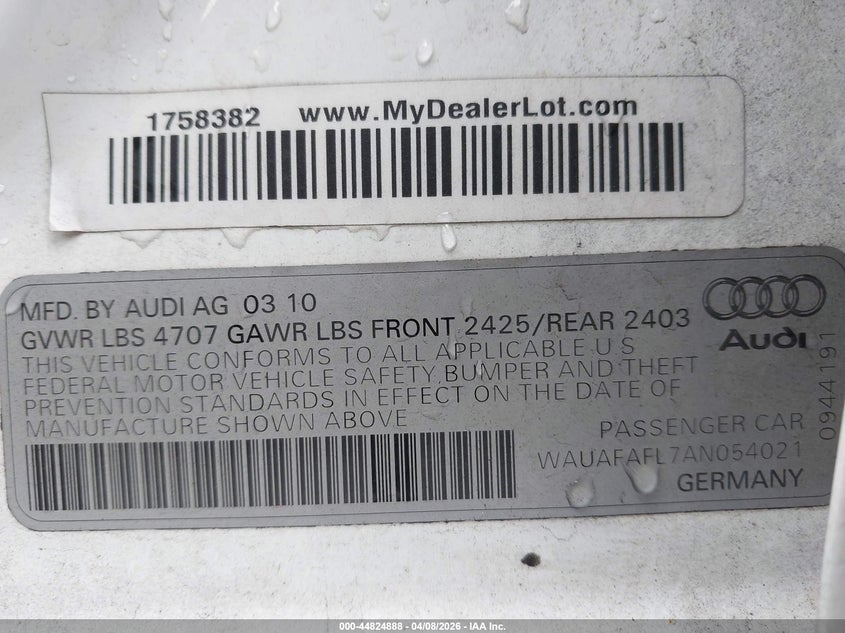 1758382 www.MyDealerLot.com
MFD. BY AUDI AG 03 10
GVWR LBS 4707 GAWR LBS FRONT 2425/REAR 2403
THIS VEHICLE CONFORMS TO ALL APPLICABLE U S
FEDERAL MOTOR VEHICLE SAFETY,BUMPER AND THEFT
PREVENTION STANDARDS IN EFFECT ON THE DATE OF
MANUFACTURE SHOWN ABOVE
Audi
0944191
PASSENGER CAR
WAUAFAFL7AN054021
GERMANY
000-44824888 - 04/08/2026 - IAA Inc.